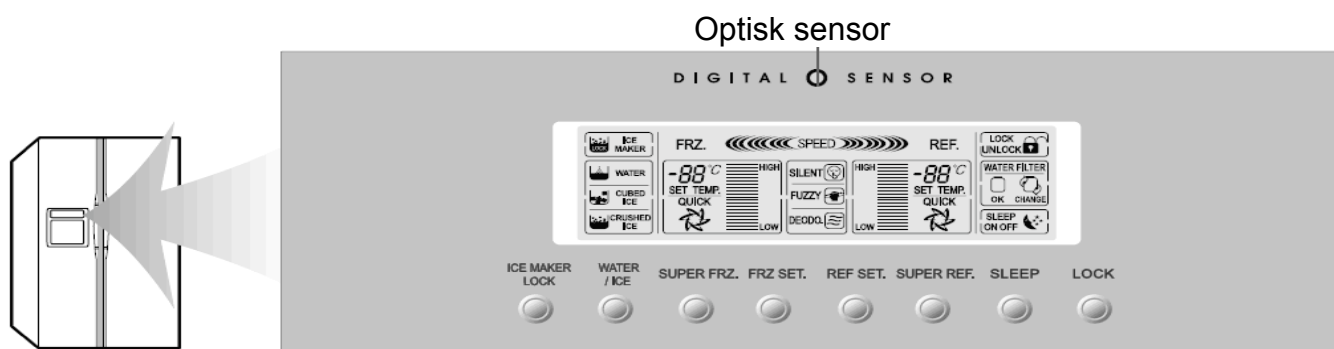 Optisk sensor
DIGITAL SENSOR
LOCK
ICE MAKER
WATER
CUBED ICE
CRUSHED ICE
FRZ.
SPEED
REF.
-88°C
SET TEMP.
QUICK
HIGH
LOW
SILENT
FUZZY
DEODO.
HIGH
LOW
-88°C
SET TEMP.
QUICK
LOCK
UNLOCK
WATER FILTER
OK CHANGE
SLEEP
ON OFF
ICE MAKER
LOCK
WATER
/ ICE
SUPER FRZ.
FRZ SET.
REF SET.
SUPER REF.
SLEEP
LOCK